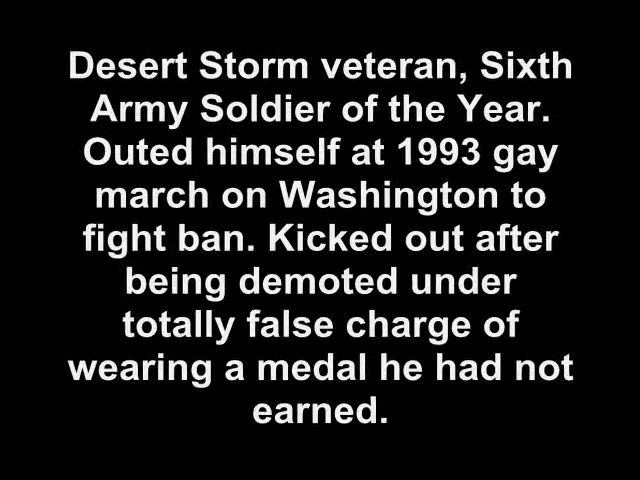 Desert Storm veteran, Sixth
Army Soldier of the Year.
Outed himself at 1993 gay
march on Washington to
fight ban. Kicked out after
being demoted under
totally false charge of
wearing a medal he had not
earned.